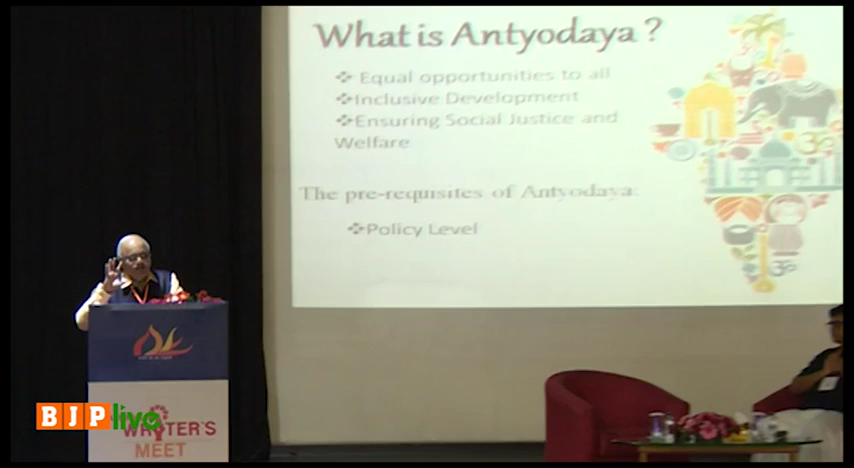 What is Antyodaya ?
❖ Equal opportunities to all
❖Inclusive Development
❖Ensuring Social Justice and
Welfare
The pre-requisites of Antyodaya:
❖Policy Level
BJP live
WRITER'S
MEET